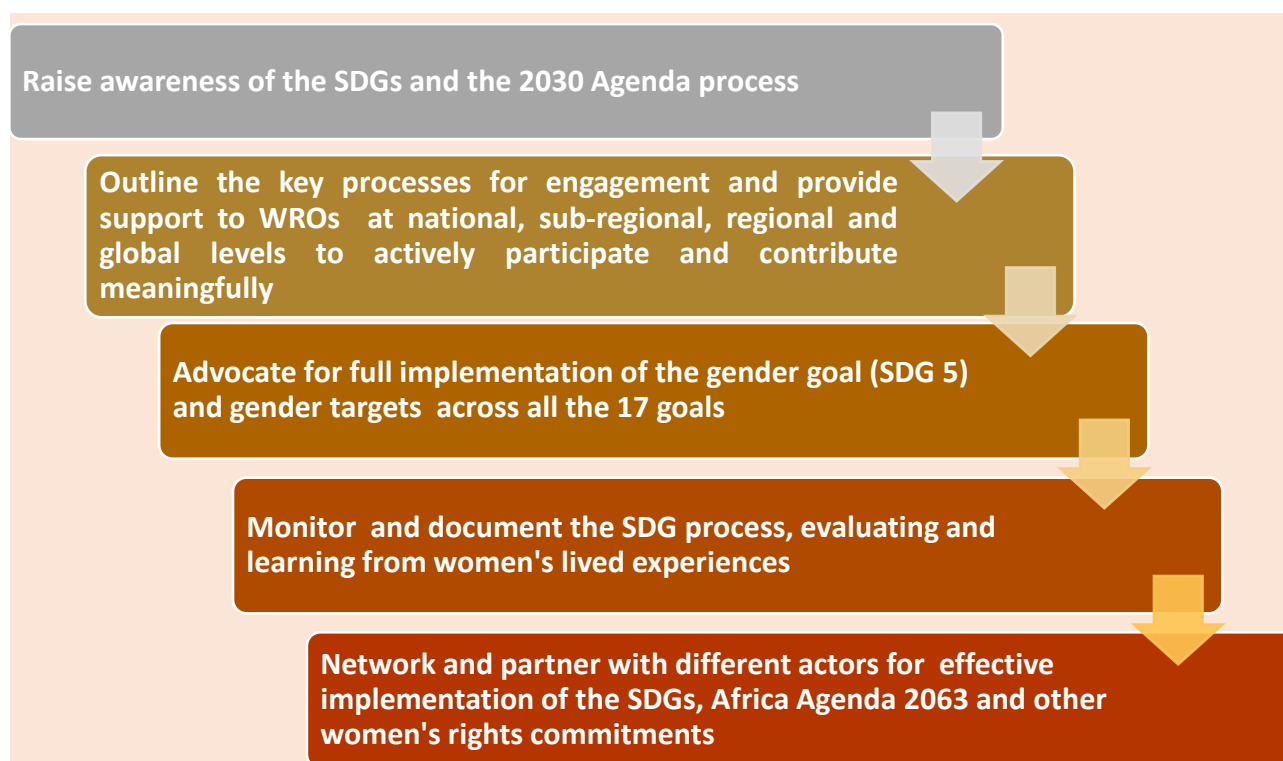 Raise awareness of the SDGs and the 2030 Agenda process
Outline the key processes for engagement and provide
support to WROs at national, sub-regional, regional and
global levels to actively participate and contribute
meaningfully
Advocate for full implementation of the gender goal (SDG 5)
and gender targets across all the 17 goals
Monitor and document the SDG process, evaluating and
learning from women's lived experiences
Network and partner with different actors for effective
implementation of the SDGs, Africa Agenda 2063 and other
women's rights commitments